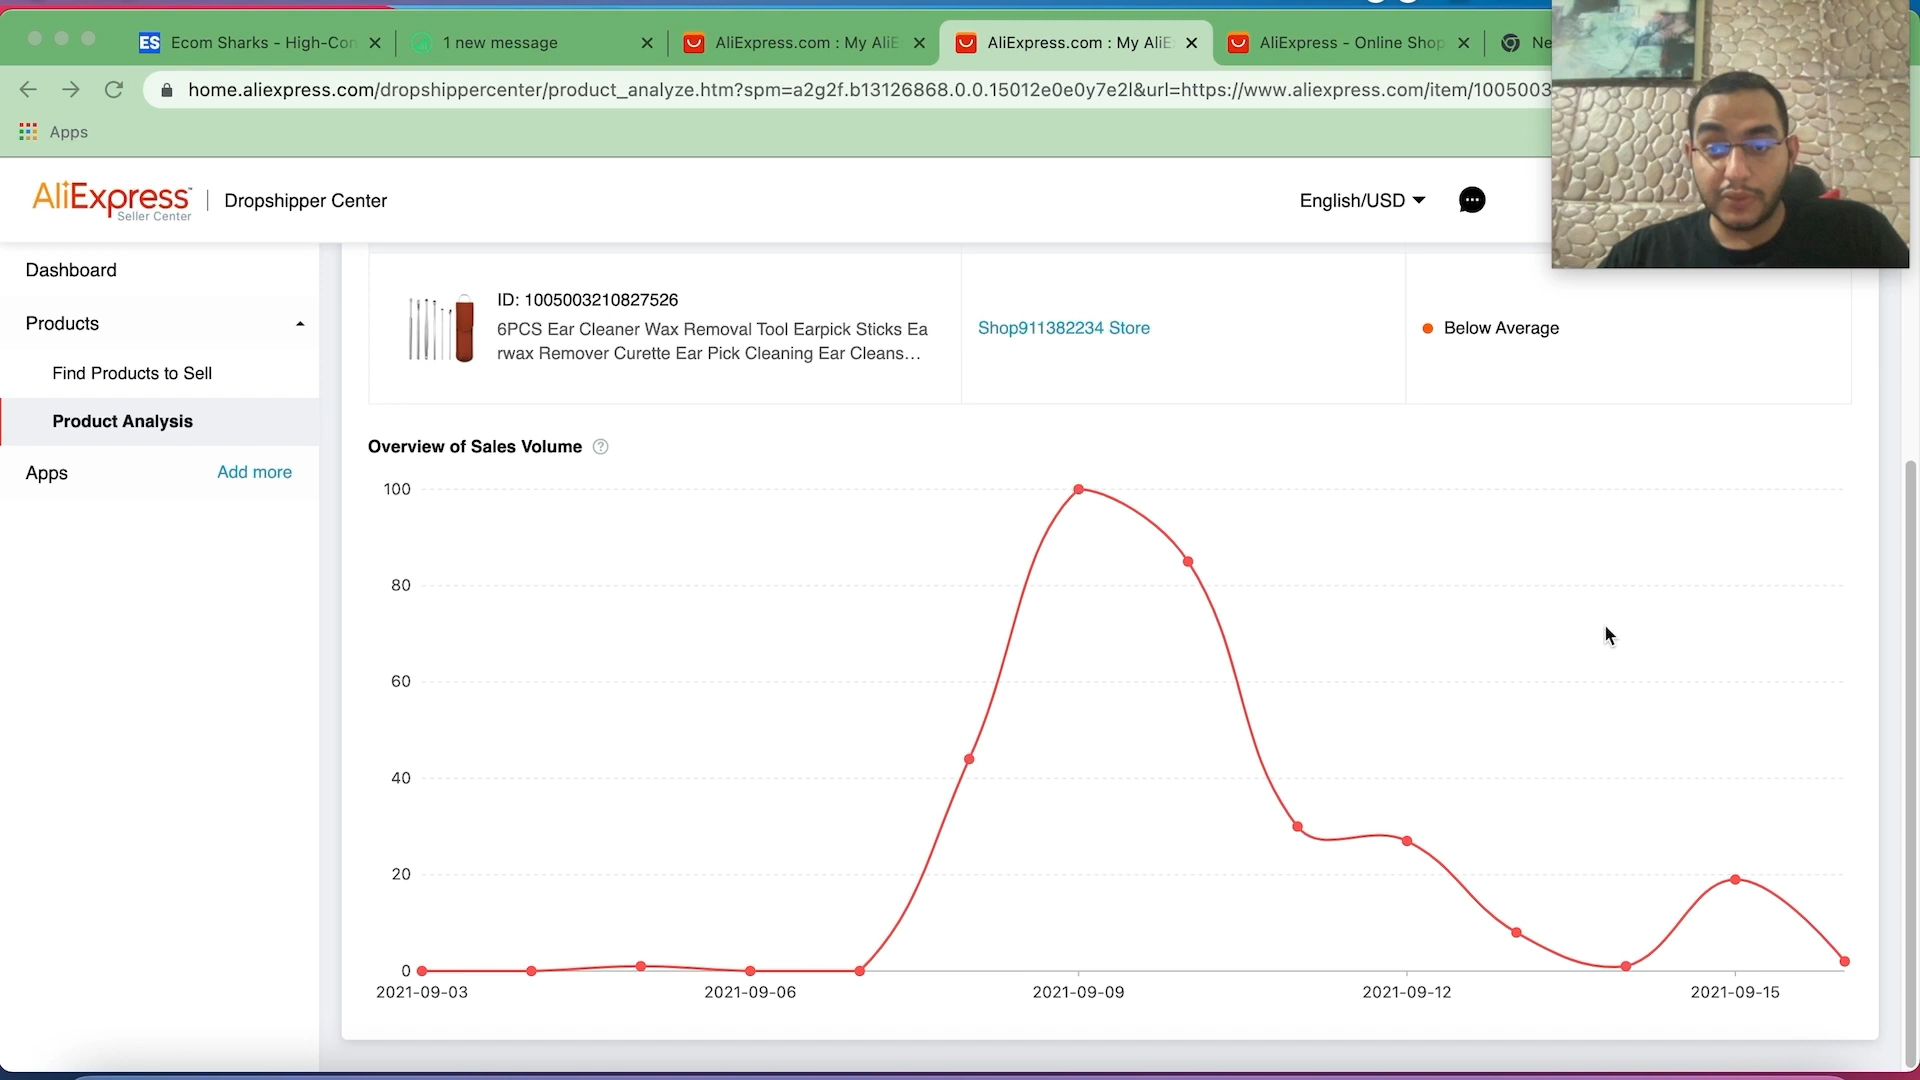 ES Ecom Sharks - High-Con
1 new message
AliExpress.com : My AliE
AliExpress.com : My AliE
AliExpress - Online Shop
Ne
home.aliexpress.com/dropshippercenter/product_analyze.htm?spm=a2g2f.b13126868.0.0.15012e0e0y7e2l&url=https://www.aliexpress.com/item/1005003
Apps
AliExpress
Seller Center
Dropshipper Center
English/USD
Dashboard
Products
Find Products to Sell
Product Analysis
Apps
Add more
ID: 1005003210827526
6PCS Ear Cleaner Wax Removal Tool Earpick Sticks Ea
rwax Remover Curette Ear Pick Cleaning Ear Cleans...
Shop911382234 Store
Below Average
Overview of Sales Volume ?
100
80
60
40
20
0
2021-09-03
2021-09-06
2021-09-09
2021-09-12
2021-09-15